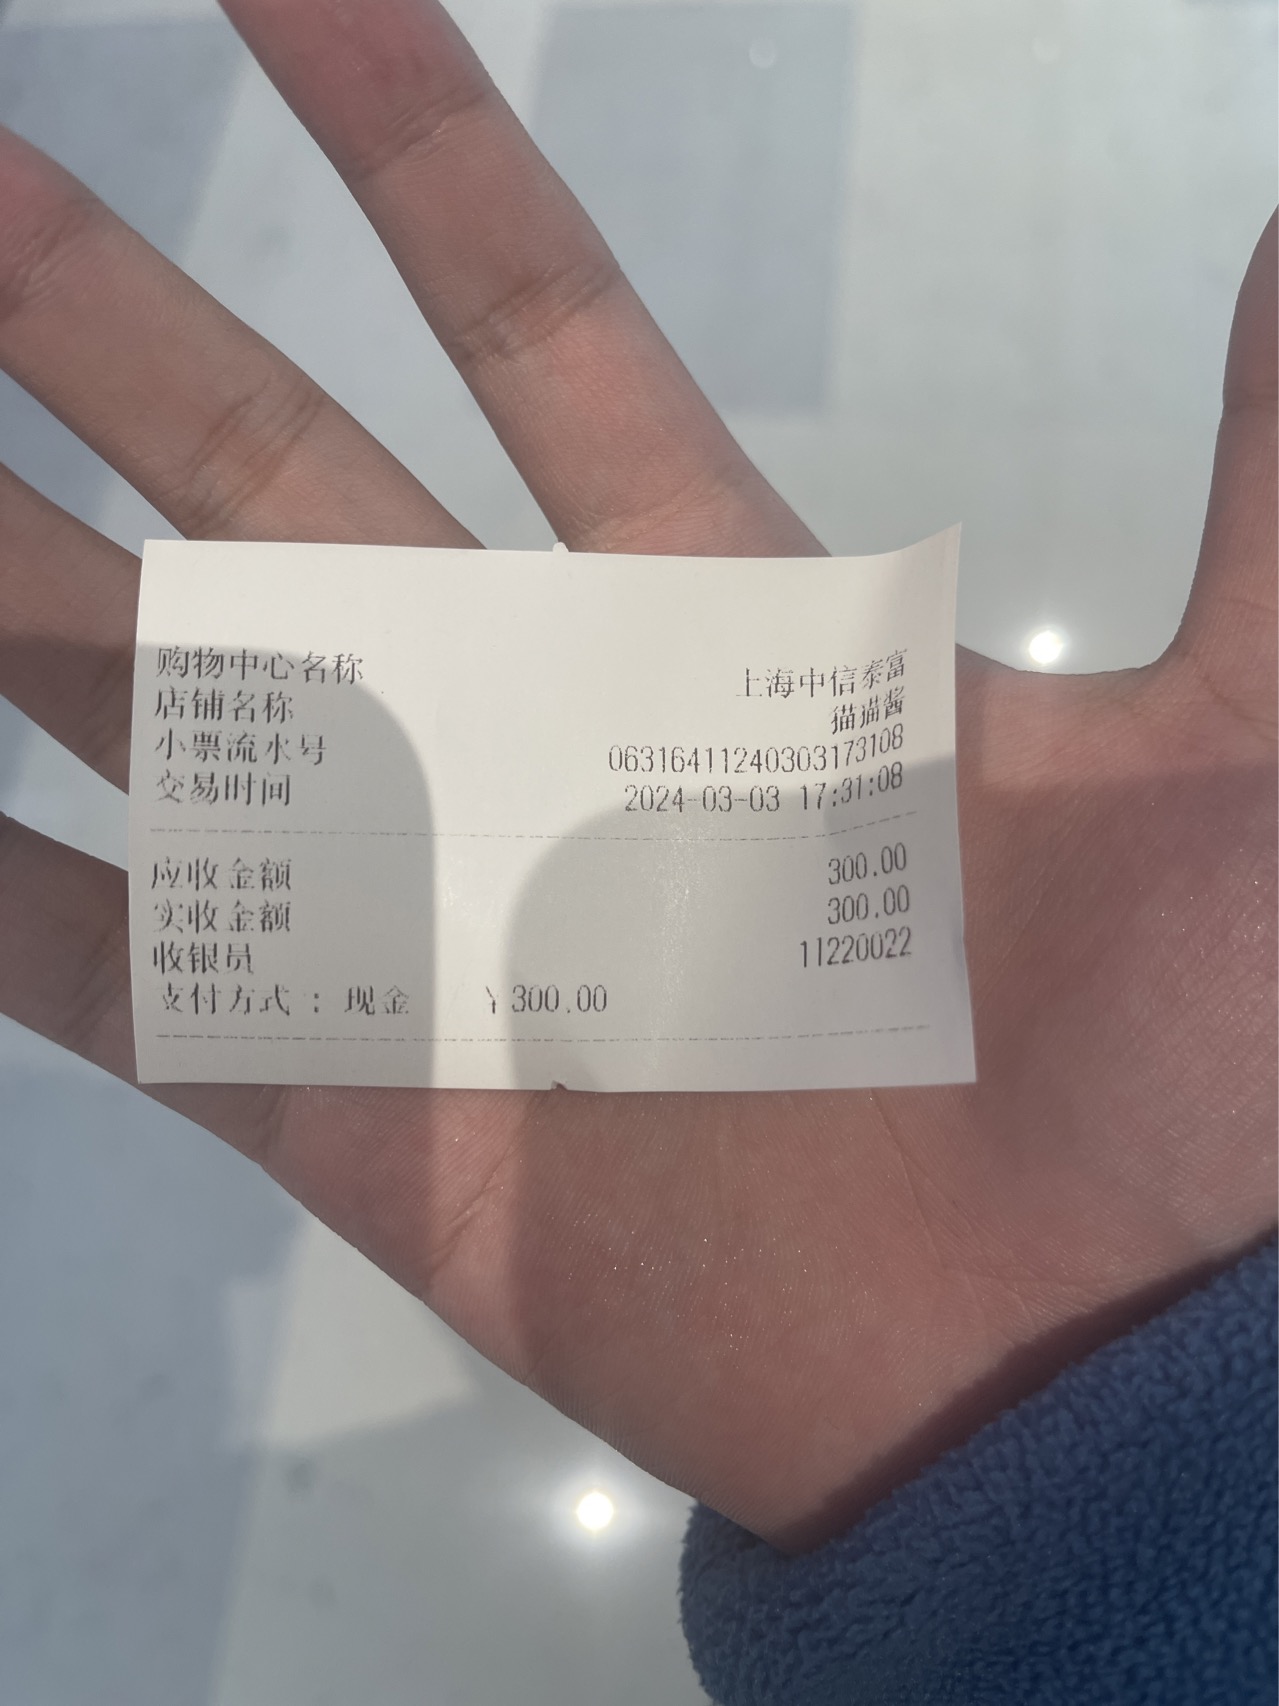 购物中心名称 上海中信泰富
店铺名称 猫猫酱
小票流水号 06316411240303173108
交易时间 2024-03-03 17:31:08
应收金额 300.00
实收金额 300.00
收银员 11220022
支付方式：现金 ¥300.00